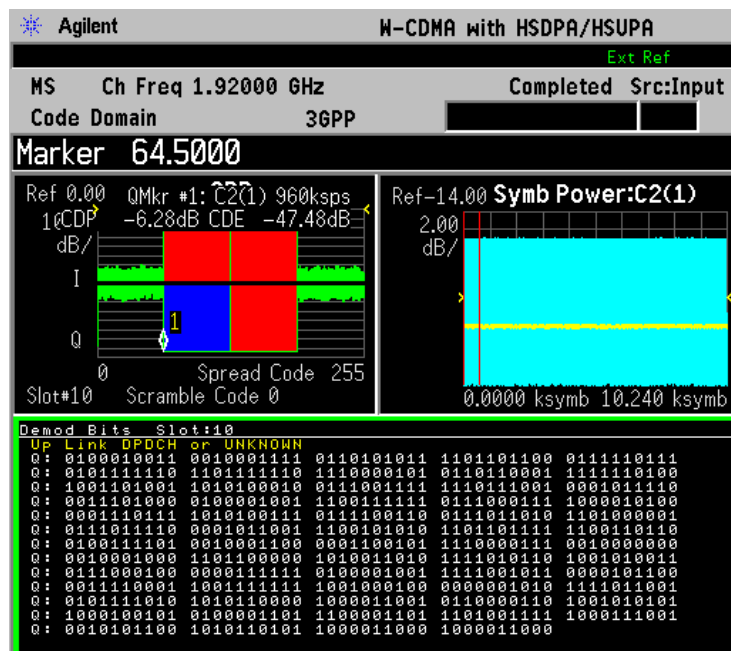 Agilent W-CDMA with HSDPA/HSUPA
Ext Ref
MS Ch Freq 1.92000 GHz Completed Src:Input
Code Domain 3GPP
Marker 64.5000
Ref 0.00 QMkr #1: C2(1) 960ksps
CDP -6.28dB CDE -47.48dB
dB/
I
1
Q
0 Spread Code 255
Slot#10 Scramble Code 0
Ref-14.00 Symb Power:C2(1)
2.00
dB/
0.0000 ksymb 10.240 ksymb
Demod Bits Slot:10
Up Link DPDCH or UNKNOWN
Q: 0100010011 0010001111 0110101011 1101101100 0111110111
Q: 0101111110 1101111110 1110000101 0110110001 1111110100
Q: 1001101001 1010100010 0111001111 1110111001 0001011110
Q: 0011101000 0100001001 1100111111 0111000111 1000010100
Q: 0001110111 1010100111 0111100110 0111011010 1101000001
Q: 0111011110 0001011001 1100101010 1101101111 1100110110
Q: 0100111101 0010001100 0001100101 1110000111 0010000000
Q: 0010001000 1101100000 1010011010 1111010110 1001010011
Q: 0111000100 0000111111 0100001001 1111001011 0000101100
Q: 0011110001 1001111111 1001000100 0000001010 1111011001
Q: 0101111010 1010110000 1000011001 0110000110 1001010101
Q: 1000100101 0100001101 1100001101 1101001111 1000111001
Q: 0010101100 1010110101 1000011000 1000011000